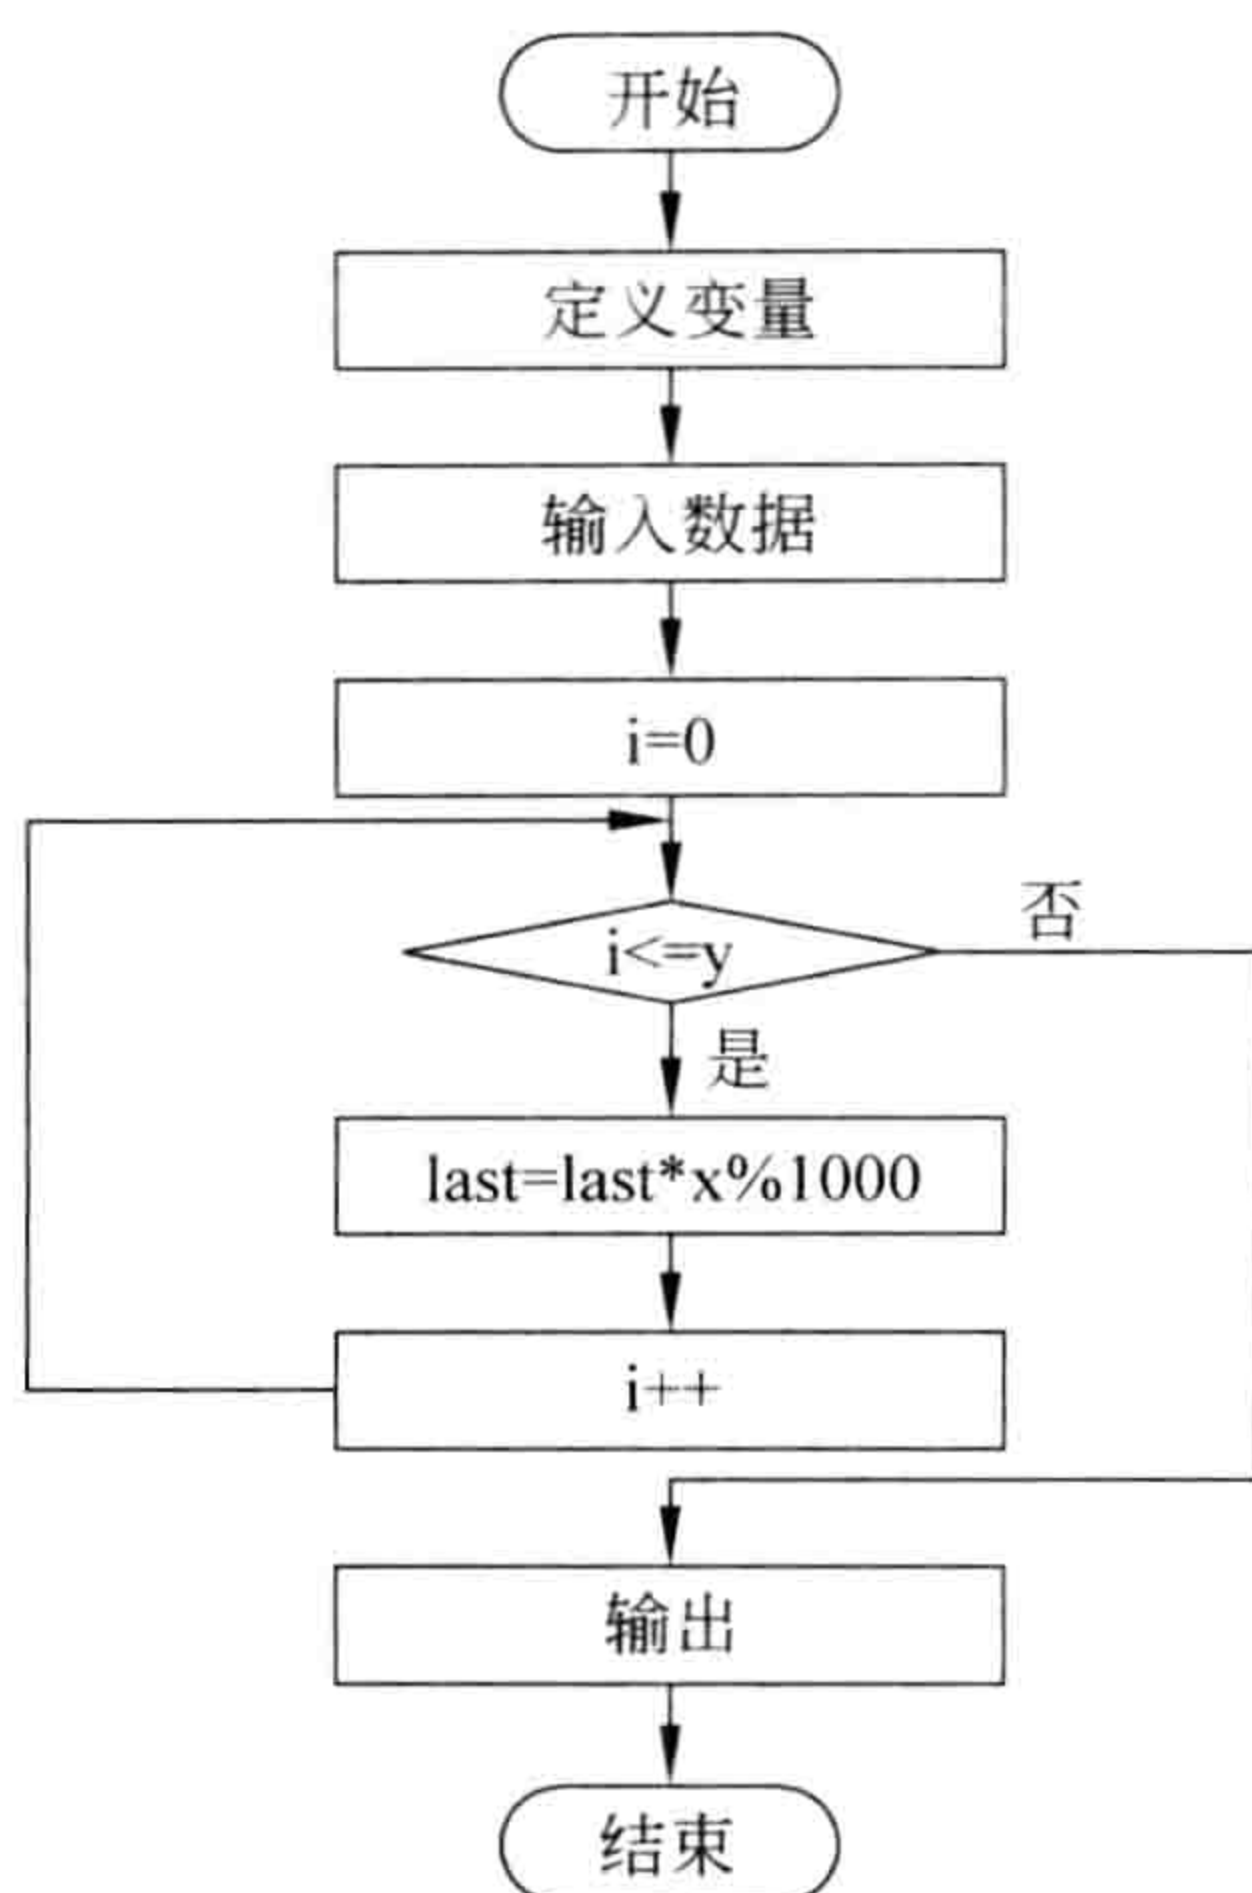 开始
定义变量
输入数据
i=0
i<=y
否
是
last=last*x%1000
i++
输出
结束